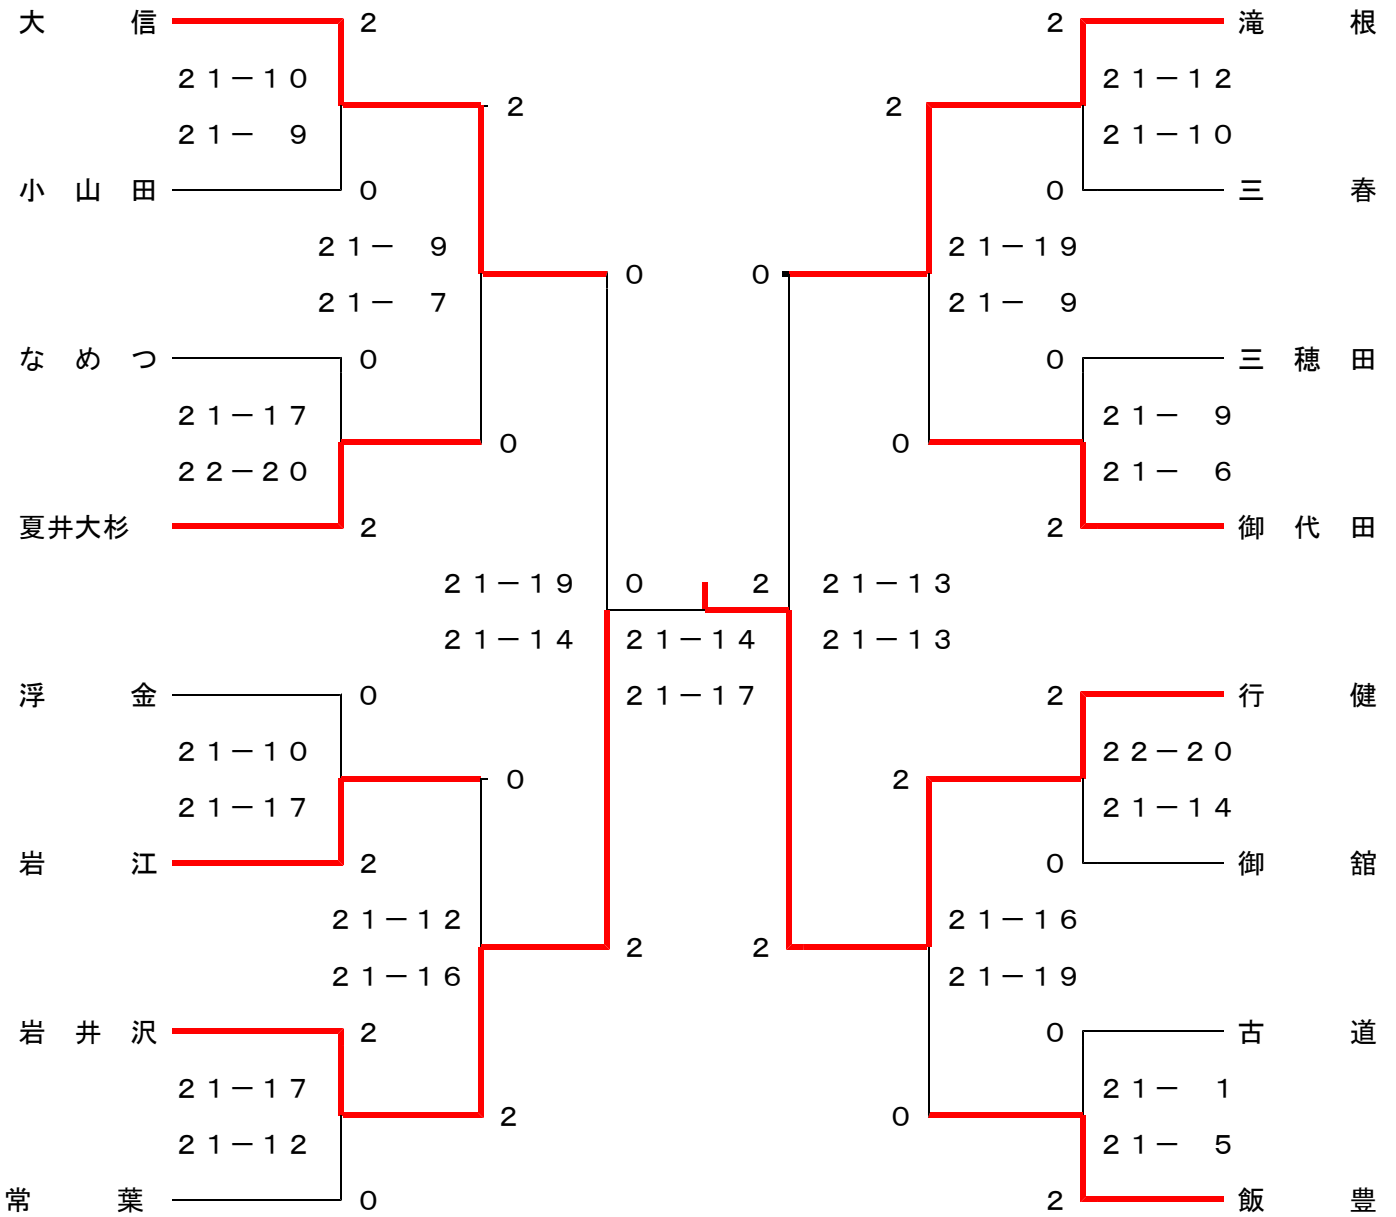 大　信　２　２　滝　根
２１－１０　２１－１２
２　２
２１－　９　２１－１０
小　山　田　０　０　三　春
２１－　９　２１－１９
０　０
２１－　７　２１－　９
な　め　つ　０　０　三　穂　田
２１－１７　２１－　９
０　０
２２－２０　２１－　６
夏井大杉　２　２　御　代　田
２１－１９　０　２　２１－１３
２１－１４　２１－１４　２１－１３
浮　金　０　２１－１７　２　行　健
２１－１０　２２－２０
０　２
２１－１７　２１－１４
岩　江　２　０　御　舘
２１－１２　２１－１６
２　２
２１－１６　２１－１９
岩　井　沢　２　０　古　道
２１－１７　２１－　１
２　０
２１－１２　２１－　５
常　葉　０　２　飯　豊